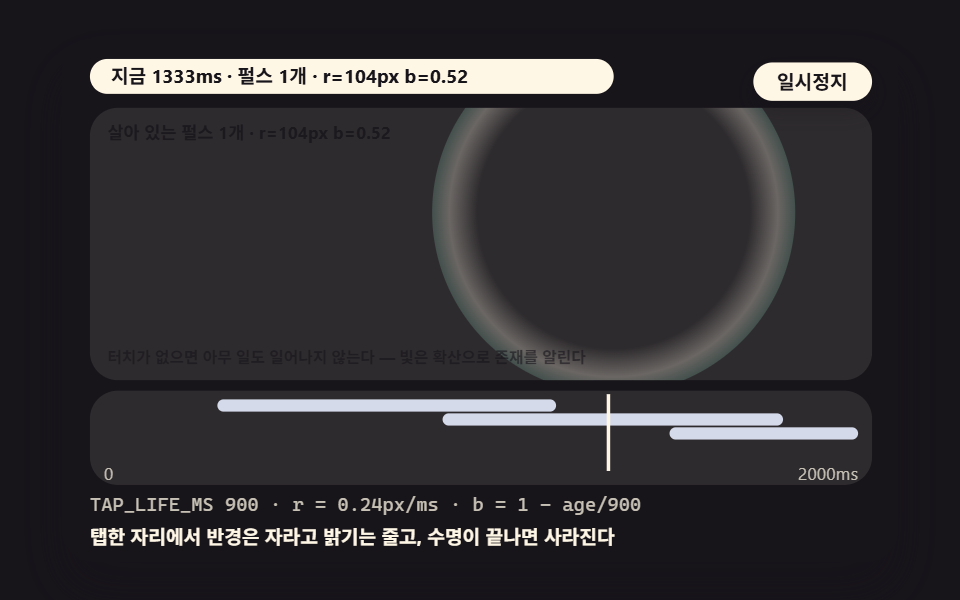 지금 1333ms · 펄스 1개 · r=104px b=0.52
일시정지
살아 있는 펄스 1개 · r=104px b=0.52
터치가 없으면 아무 일도 일어나지 않는다 — 빛은 확산으로 존재를 알린다
0
2000ms
TAP_LIFE_MS 900 · r = 0.24px/ms · b = 1 − age/900
탭한 자리에서 반경은 자라고 밝기는 줄고, 수명이 끝나면 사라진다